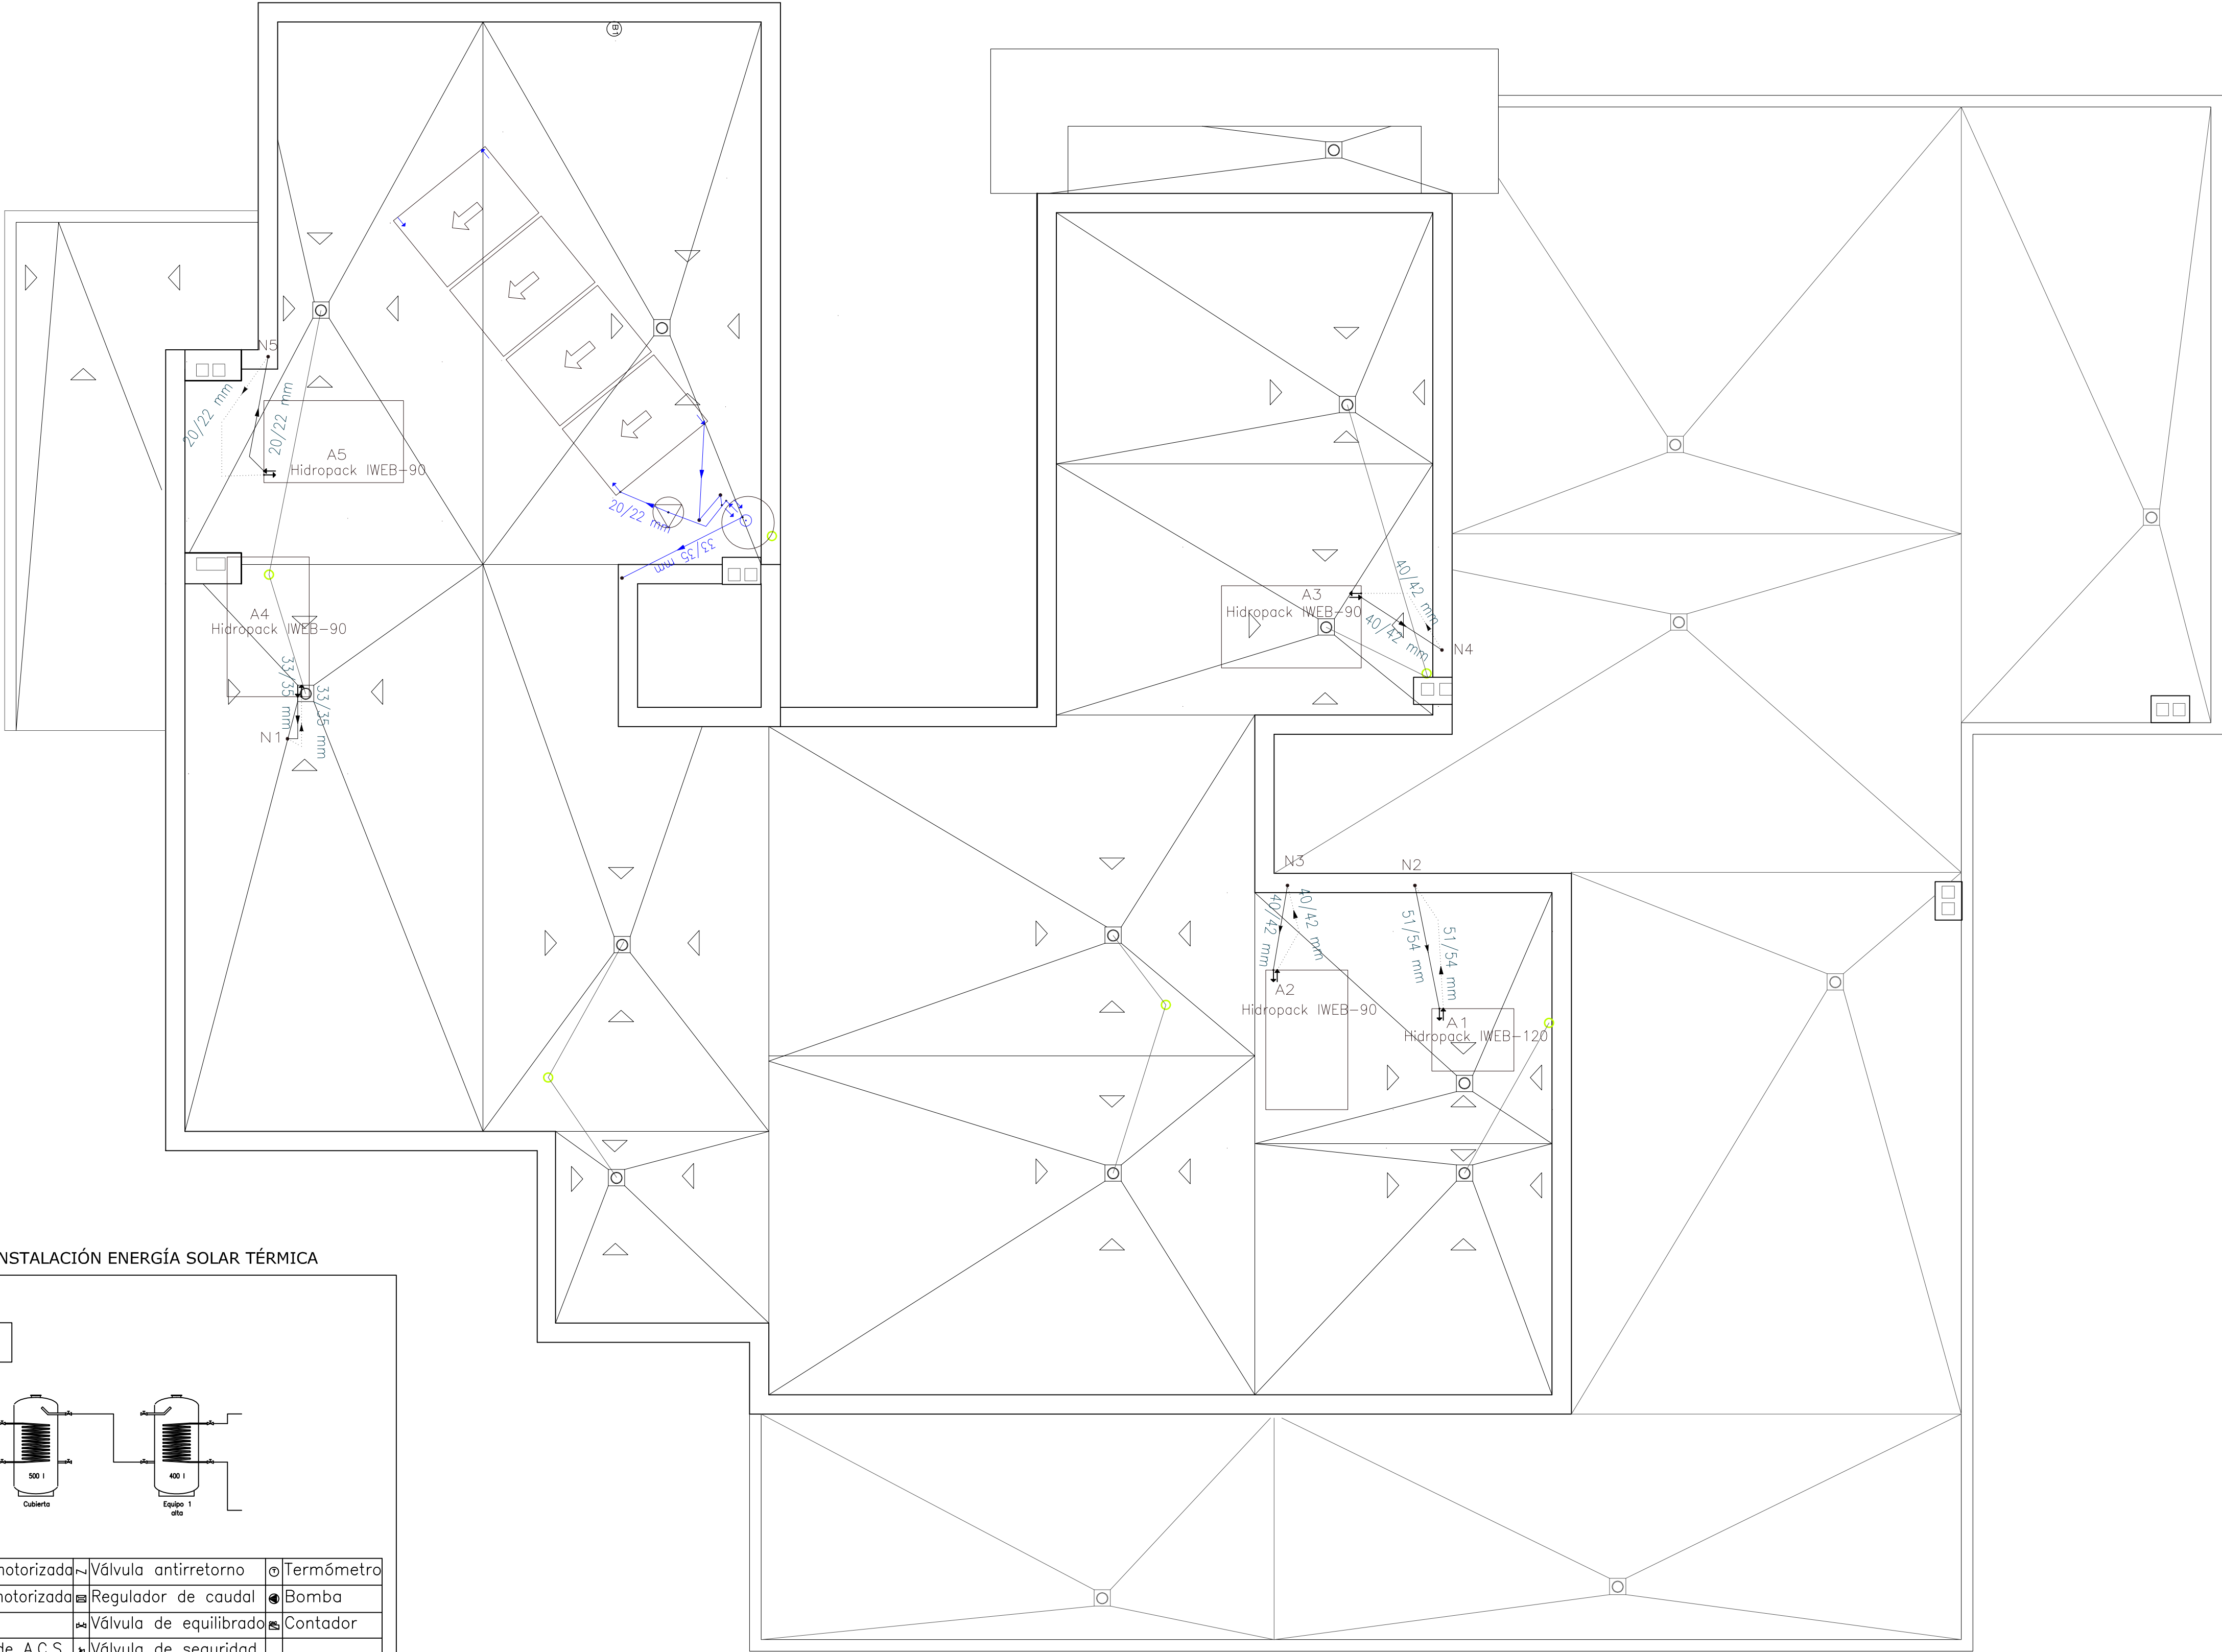 B1
N5
20/22 mm
20/22 mm
A5
Hidropack IWEB-90
20/22 mm
33/35 mm
A4
Hidropack IWEB-90
33/35 mm
33/35 mm
N1
A3
Hidropack IWEB-90
40/42 mm
40/42 mm
N4
N3
N2
40/42 mm
40/42 mm
51/54 mm
51/54 mm
A2
Hidropack IWEB-90
A1
Hidropack IWEB-120
NSTALACIÓN ENERGÍA SOLAR TÉRMICA
500 l
Cubierta
400 l
Equipo 1
alta
notorizada Válvula antirretorno T Termómetro
notorizada Regulador de caudal Bomba
Válvula de equilibrado Contador
de A.C.S. Válvula de seguridad